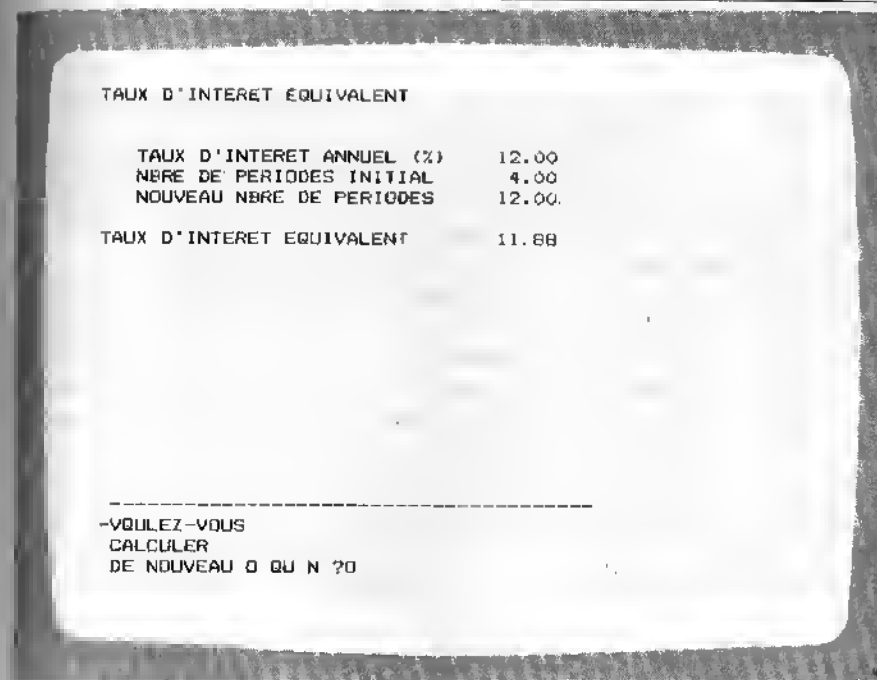 TAUX D'INTERET EQUIVALENT
TAUX D'INTERET ANNUEL (%) 12.00
NBRE DE PERIODES INITIAL 4.00
NOUVEAU NBRE DE PERIODES 12.00
TAUX D'INTERET EQUIVALENT 11.88
-VOULEZ-VOUS
CALCULER
DE NOUVEAU O OU N ?O